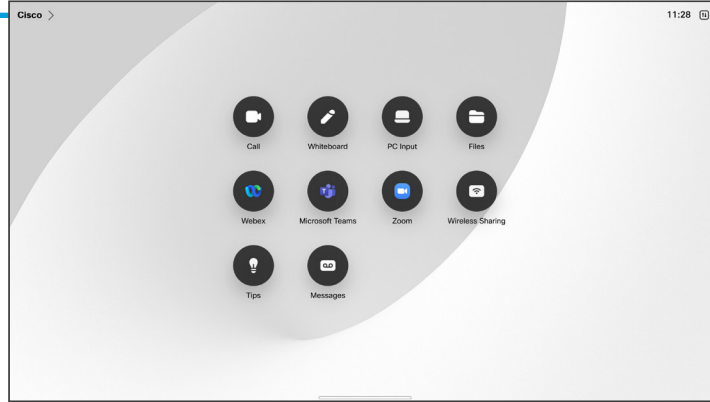 Cisco
11:28
Call
Whiteboard
PC Input
Files
Webex
Microsoft Teams
Zoom
Wireless Sharing
Tips
Messages